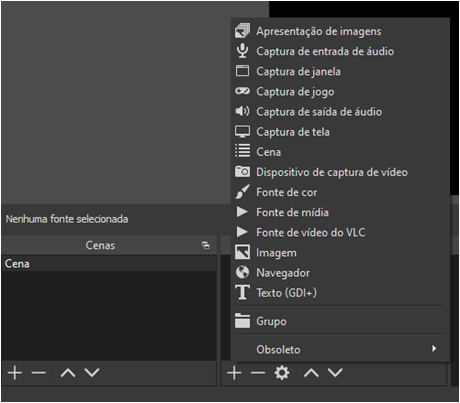 Apresentação de imagens
Captura de entrada de áudio
Captura de janela
Captura de jogo
Captura de saída de áudio
Captura de tela
Cena
Dispositivo de captura de vídeo
Fonte de cor
Fonte de mídia
Fonte de vídeo do VLC
Imagem
Navegador
Texto (GDI+)
Grupo
Obsoleto
Nenhuma fonte selecionada
Cenas
Cena